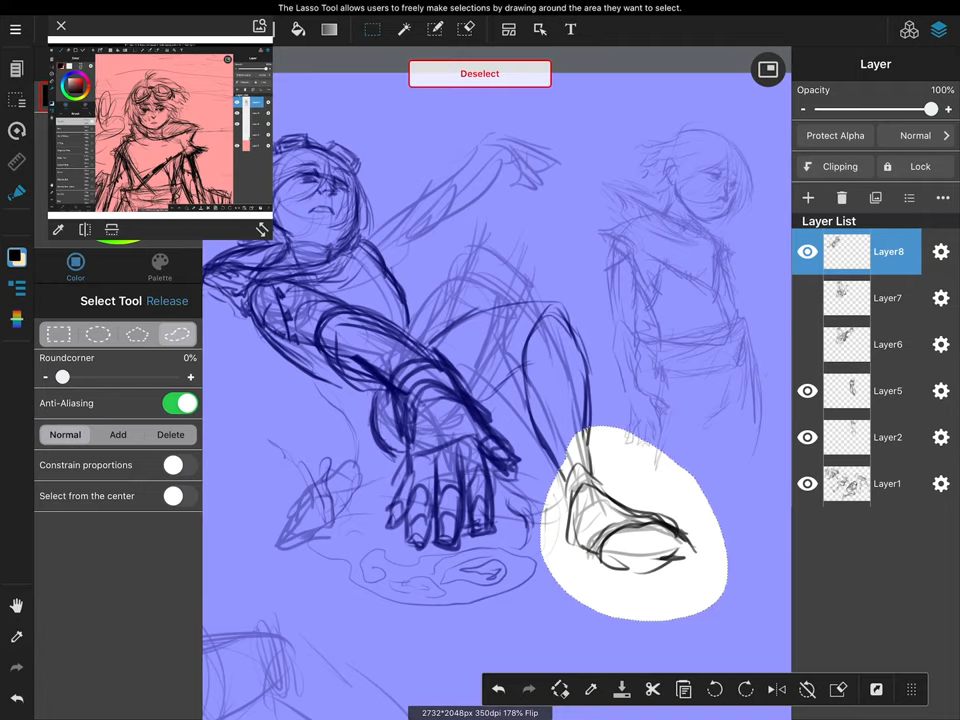 The Lasso Tool allows users to freely make selections by drawing around the area they want to select.
Deselect
Layer
Opacity 100%
- +
Protect Alpha Normal
Clipping Lock
Layer List
Layer8
Layer7
Layer6
Layer5
Layer2
Layer1
Color Palette
Select Tool Release
Roundcorner 0%
- +
Anti-Aliasing
Normal Add Delete
Constrain proportions
Select from the center
2732*2048px 350dpi 178% Flip